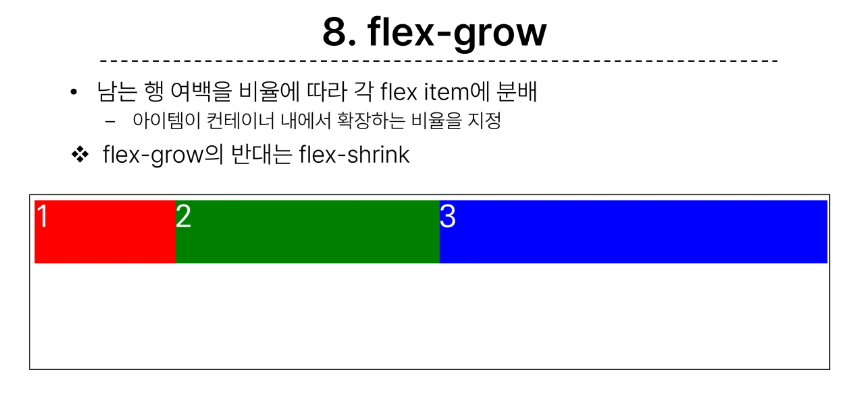 8. flex-grow
• 남는 행 여백을 비율에 따라 각 flex item에 분배
– 아이템이 컨테이너 내에서 확장하는 비율을 지정
❖ flex-grow의 반대는 flex-shrink
1 2 3